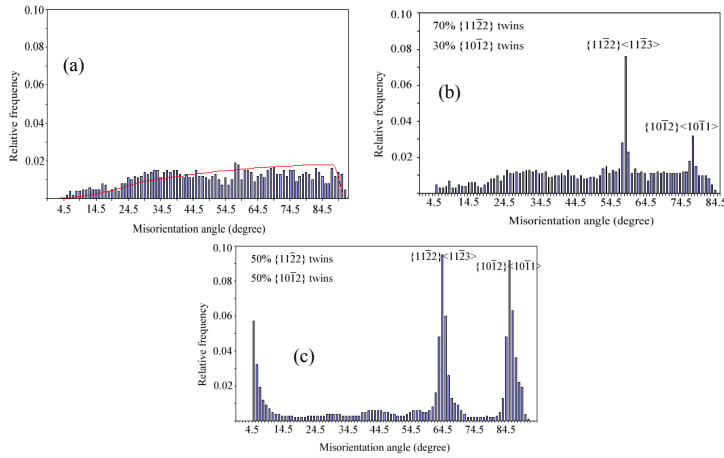 0.10
0.08
0.06
0.04
0.02
Relative frequency
(a)
4.5 14.5 24.5 34.5 44.5 54.5 64.5 74.5 84.5
Misorientation angle (degree)
0.10
0.08
0.06
0.04
0.02
Relative frequency
70% {112̅2} twins
30% {101̅2} twins
(b)
{112̅2}<112̅3>
{101̅2}<101̅1>
4.5 14.5 24.5 34.5 44.5 54.5 64.5 74.5 84.5
Misorientation angle (degree)
0.10
0.08
0.06
0.04
0.02
0.00
Relative frequency
50% {112̅2} twins
50% {101̅2} twins
(c)
{112̅2}<112̅3>
{101̅2}<101̅1>
4.5 14.5 24.5 34.5 44.5 54.5 64.5 74.5 84.5
Misorientation angle (degree)